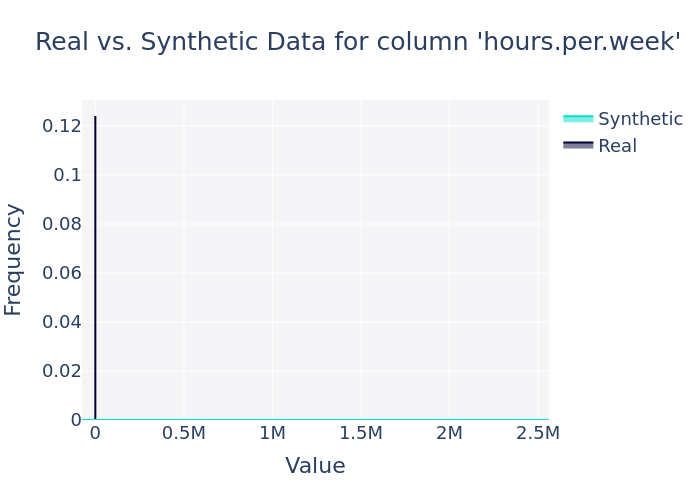 Real vs. Synthetic Data for column 'hours.per.week'
Synthetic
Real
0.12
0.1
0.08
0.06
0.04
0.02
0
Frequency
0 0.5M 1M 1.5M 2M 2.5M
Value